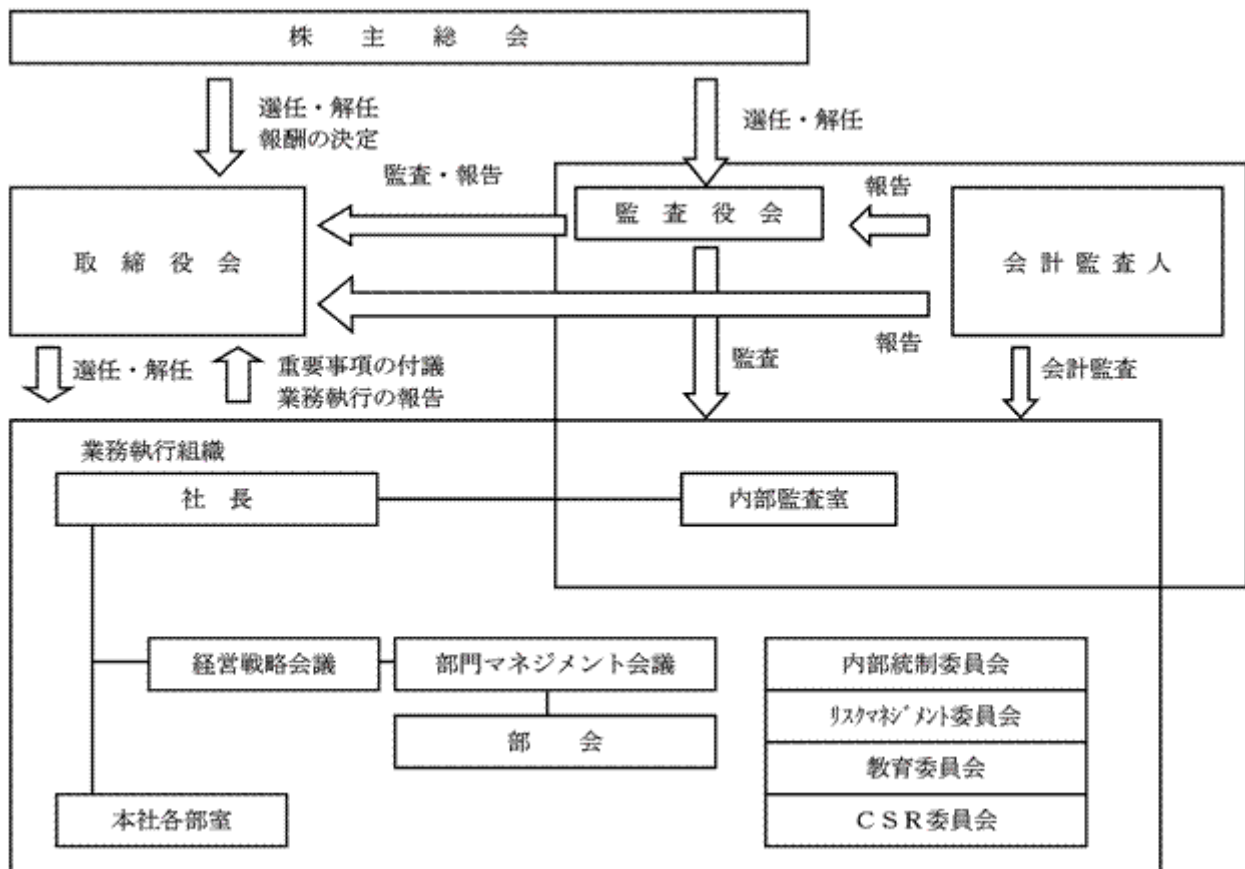 株主総会
選任・解任
報酬の決定
選任・解任
監査・報告
報告
監査役会
取締役会
会計監査人
報告
選任・解任
重要事項の付議
業務執行の報告
監査
会計監査
業務執行組織
社長
内部監査室
経営戦略会議
部門マネジメント会議
部会
本社各部室
内部統制委員会
ﾘｽｸﾏﾈｼﾞﾒﾝﾄ委員会
教育委員会
ＣＳＲ委員会